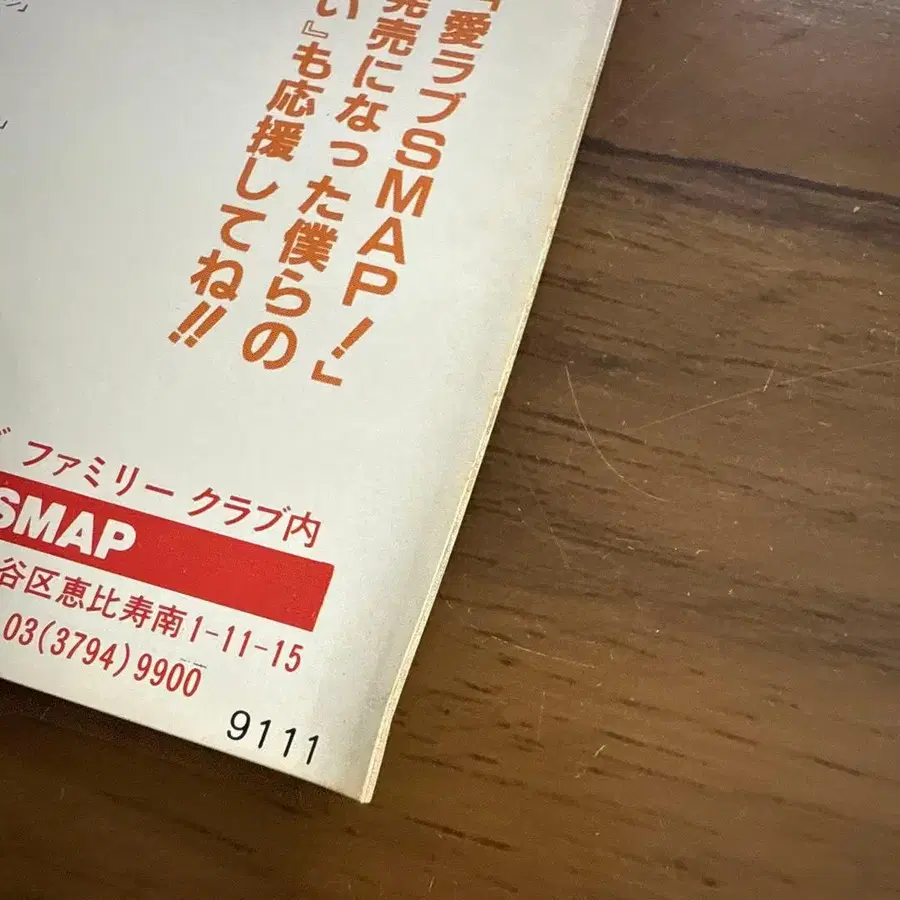 「愛ラブSMAP！」
発売になった僕らの
い』も応援してね!!
ファミリー クラブ内
SMAP
谷区恵比寿南1-11-15
03(3794)9900
9111